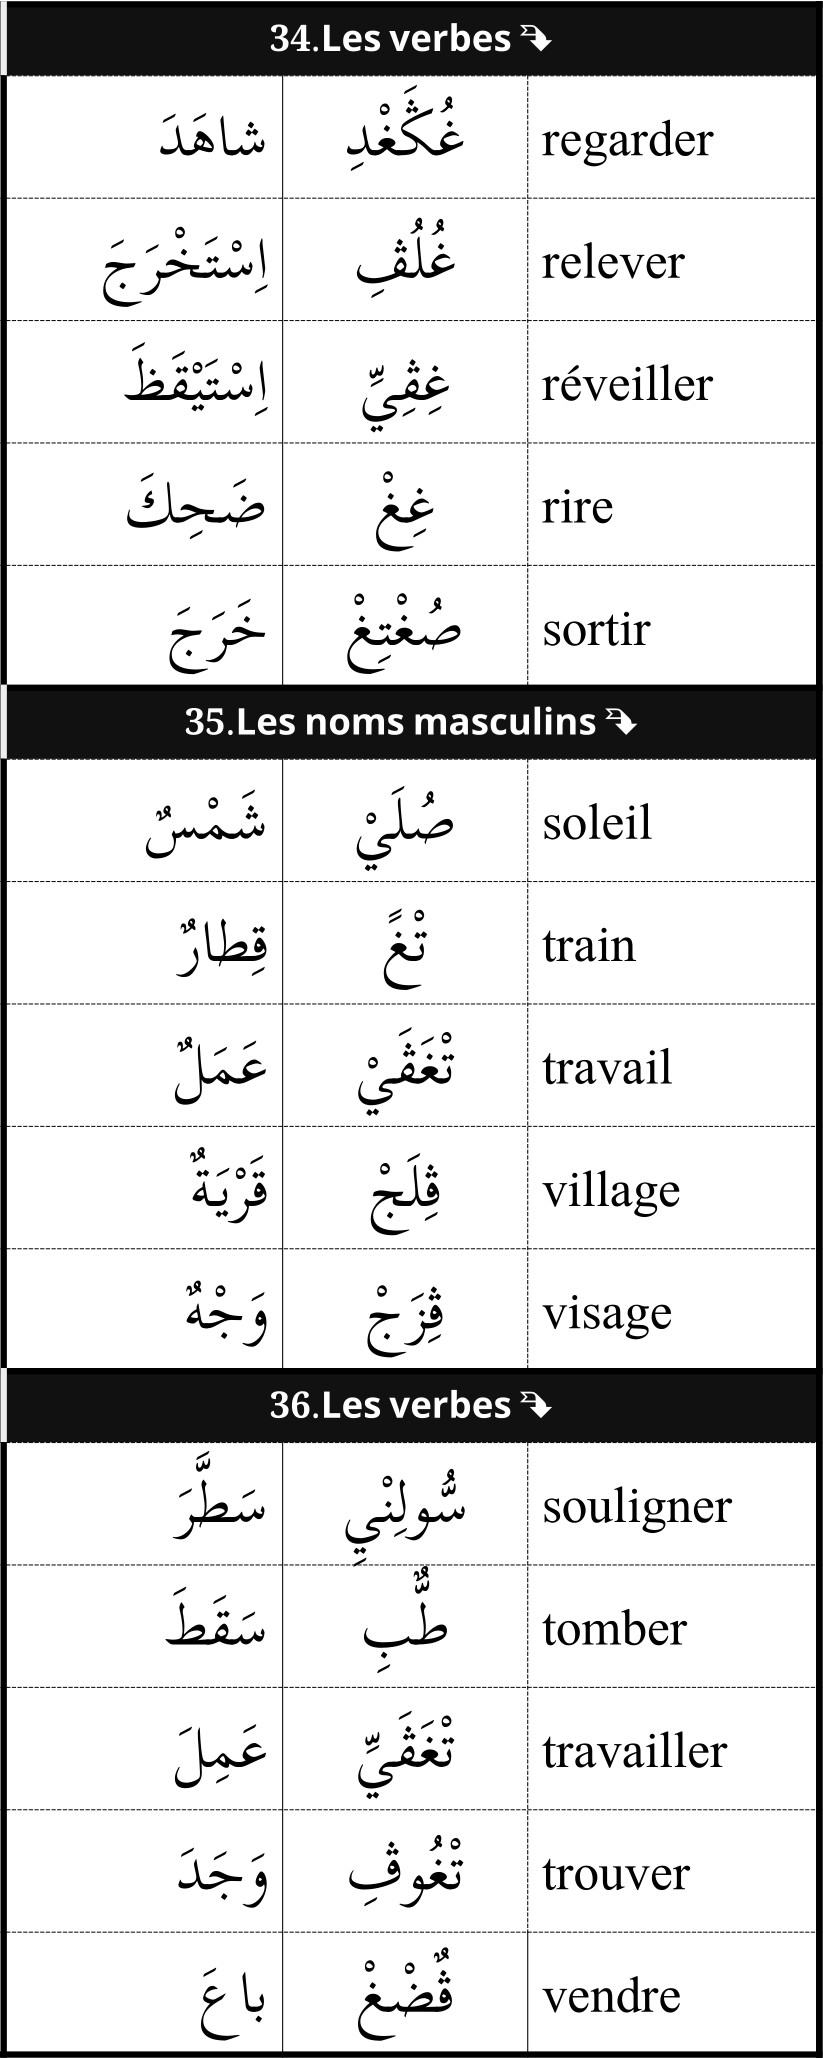 34.Les verbes
شاهَدَ غُكَّغْدِ regarder
اِسْتَخْرَجَ غُلُڤِ relever
اِسْتَيْقَظَ غِڤِيِّ réveiller
ضَحِكَ غِغْ rire
خَرَجَ صُغْتِغْ sortir
35.Les noms masculins
شَمْسٌ صُلَيْ soleil
قِطارٌ تْغً train
عَمَلٌ تْغَڤَيْ travail
قَرْيَةٌ ڤِلَجْ village
وَجْهٌ ڤِزَجْ visage
36.Les verbes
سَطَّرَ سُّولِنْيِ souligner
سَقَطَ طٌّبِ tomber
عَمِلَ تْغَڤَيِّ travailler
وَجَدَ تْغُوڤِ trouver
باعَ ڤٌضْغْ vendre